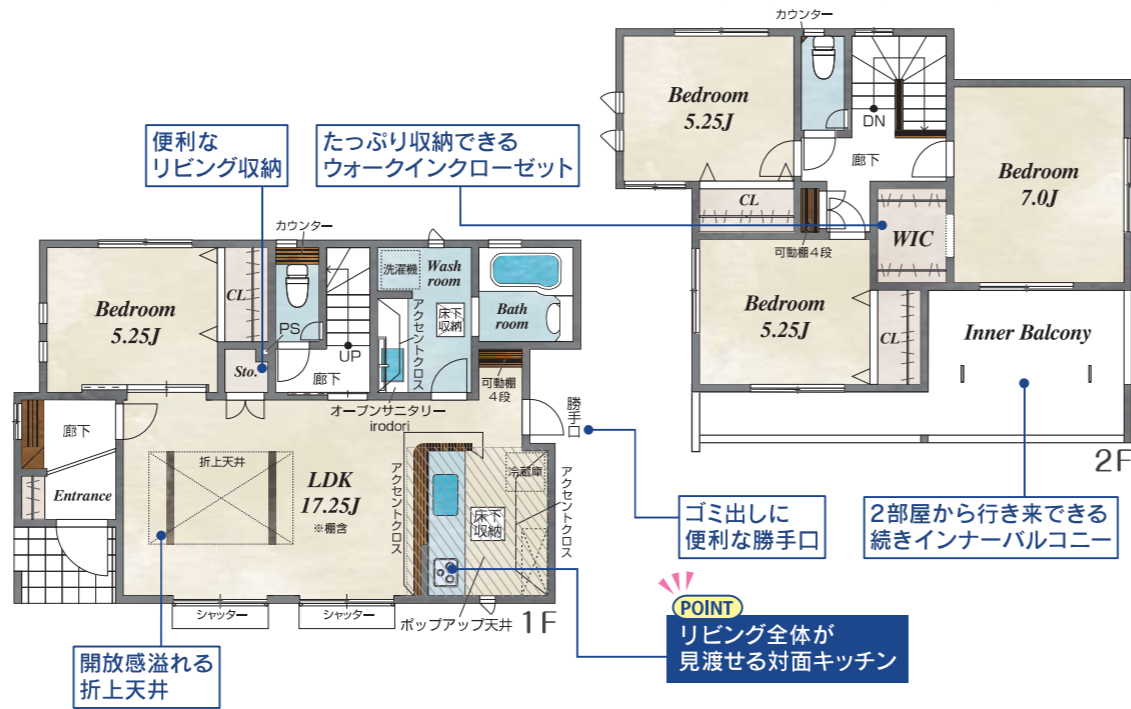 カウンター
Bedroom
5.25J
DN
廊下
Bedroom
7.0J
CL
可動棚4段
WIC
Bedroom
5.25J
CL
Inner Balcony
2F
便利な
リビング収納
たっぷり収納できる
ウォークインクローゼット
カウンター
Bedroom
5.25J
CL
PS
Sto.
UP
廊下
洗濯機
Wash
room
床下
収納
アクセントクロス
Bath
room
オープンサニタリー
irodori
可動棚
4段
勝手口
廊下
Entrance
折上天井
LDK
17.25J
※棚含
アクセントクロス
冷蔵庫
床下
収納
アクセントクロス
シャッター
シャッター
ポップアップ天井
1F
ゴミ出しに
便利な勝手口
2部屋から行き来できる
続きインナーバルコニー
POINT
リビング全体が
見渡せる対面キッチン
開放感溢れる
折上天井